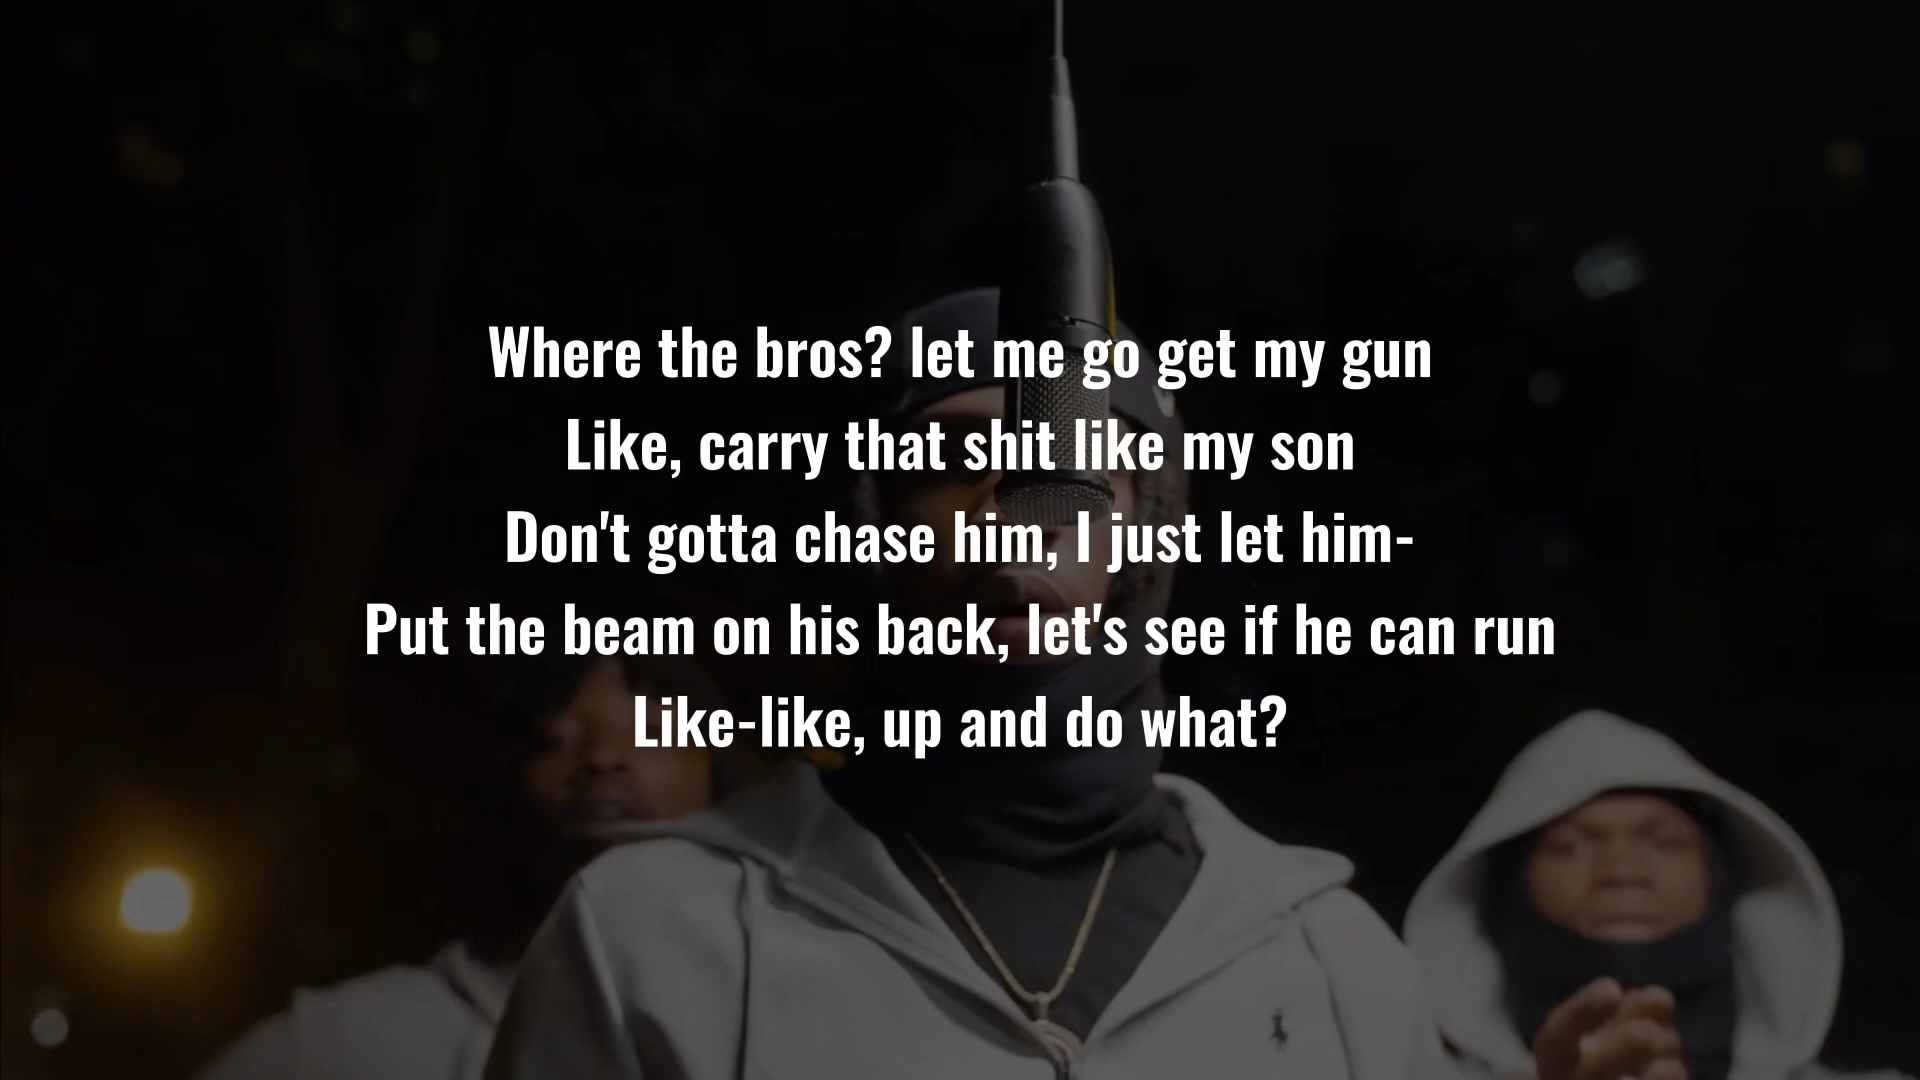 Where the bros? let me go get my gun
Like, carry that shit like my son
Don't gotta chase him, I just let him-
Put the beam on his back, let's see if he can run
Like-like, up and do what?